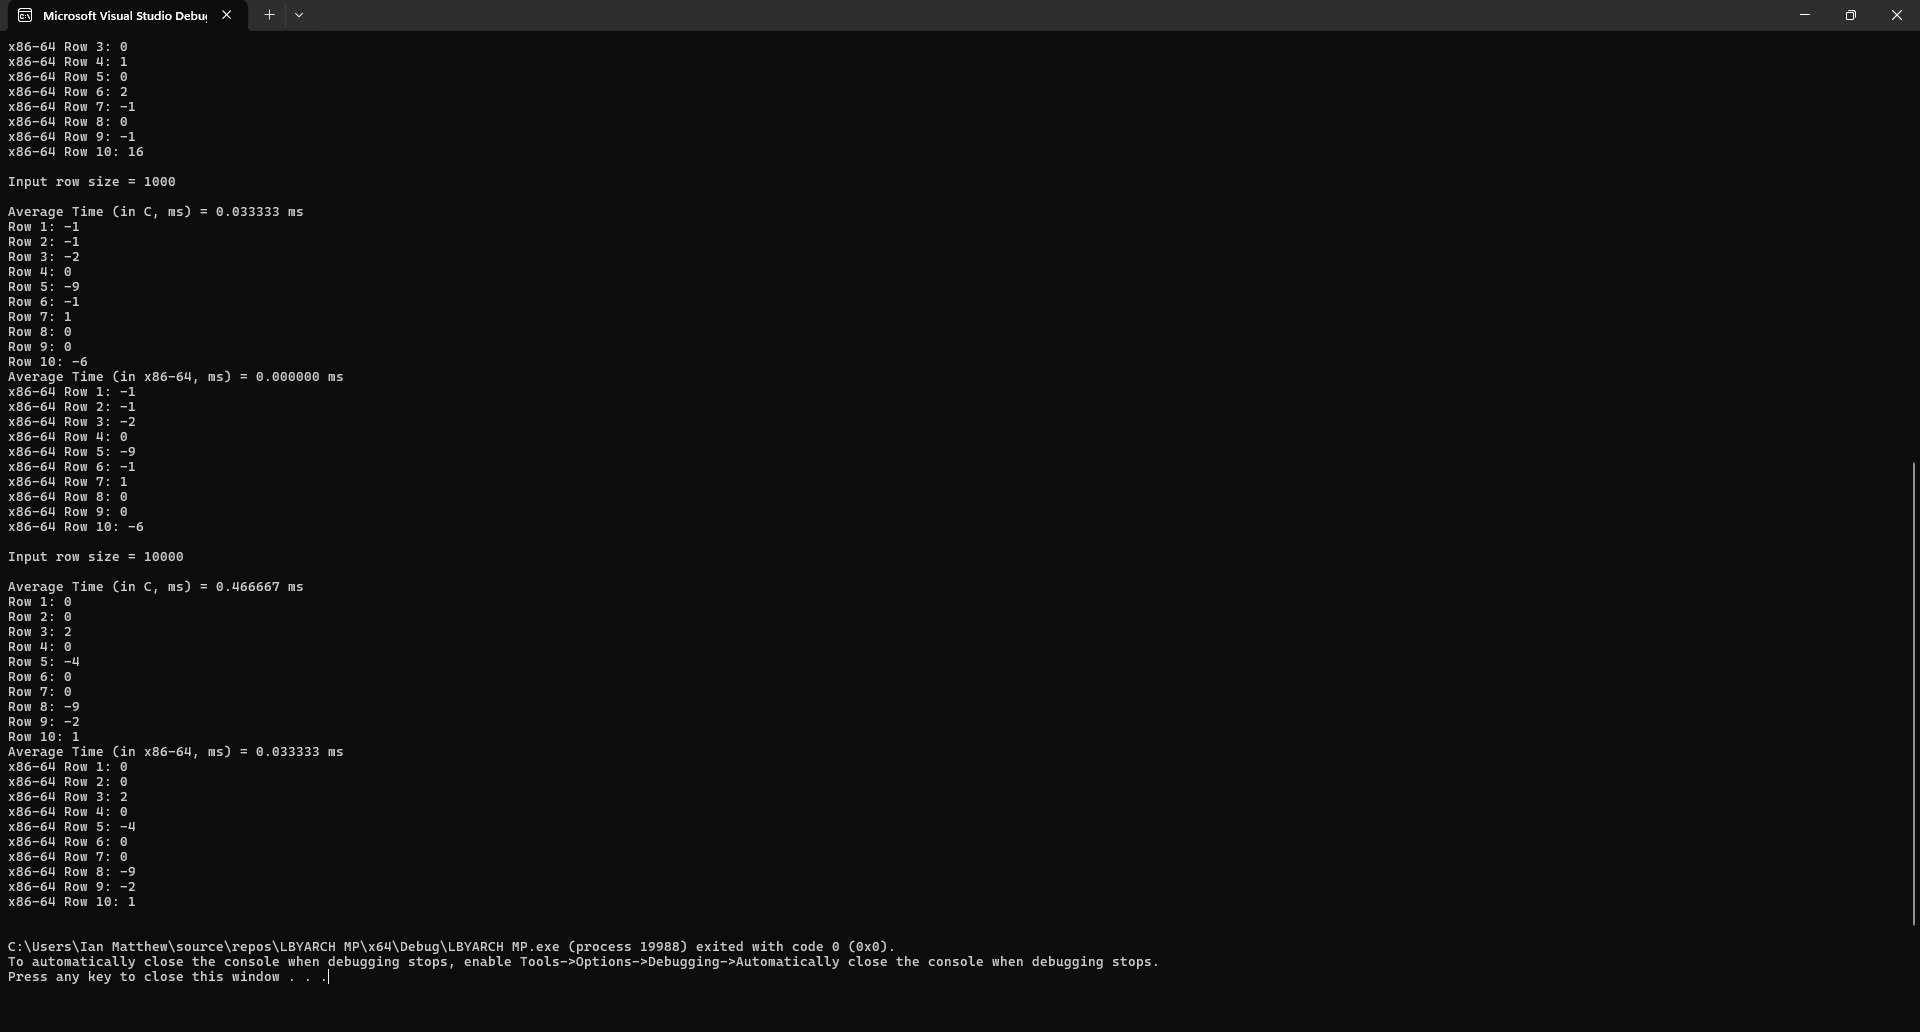 Microsoft Visual Studio Debu
x86-64 Row 3: 0
x86-64 Row 4: 1
x86-64 Row 5: 0
x86-64 Row 6: 2
x86-64 Row 7: -1
x86-64 Row 8: 0
x86-64 Row 9: -1
x86-64 Row 10: 16
Input row size = 1000
Average Time (in C, ms) = 0.033333 ms
Row 1: -1
Row 2: -1
Row 3: -2
Row 4: 0
Row 5: -9
Row 6: -1
Row 7: 1
Row 8: 0
Row 9: 0
Row 10: -6
Average Time (in x86-64, ms) = 0.000000 ms
x86-64 Row 1: -1
x86-64 Row 2: -1
x86-64 Row 3: -2
x86-64 Row 4: 0
x86-64 Row 5: -9
x86-64 Row 6: -1
x86-64 Row 7: 1
x86-64 Row 8: 0
x86-64 Row 9: 0
x86-64 Row 10: -6
Input row size = 10000
Average Time (in C, ms) = 0.466667 ms
Row 1: 0
Row 2: 0
Row 3: 2
Row 4: 0
Row 5: -4
Row 6: 0
Row 7: 0
Row 8: -9
Row 9: -2
Row 10: 1
Average Time (in x86-64, ms) = 0.033333 ms
x86-64 Row 1: 0
x86-64 Row 2: 0
x86-64 Row 3: 2
x86-64 Row 4: 0
x86-64 Row 5: -4
x86-64 Row 6: 0
x86-64 Row 7: 0
x86-64 Row 8: -9
x86-64 Row 9: -2
x86-64 Row 10: 1
C:\Users\Ian Matthew\source\repos\LBYARCH MP\x64\Debug\LBYARCH MP.exe (process 19988) exited with code 0 (0x0).
To automatically close the console when debugging stops, enable Tools->Options->Debugging->Automatically close the console when debugging stops.
Press any key to close this window . . .